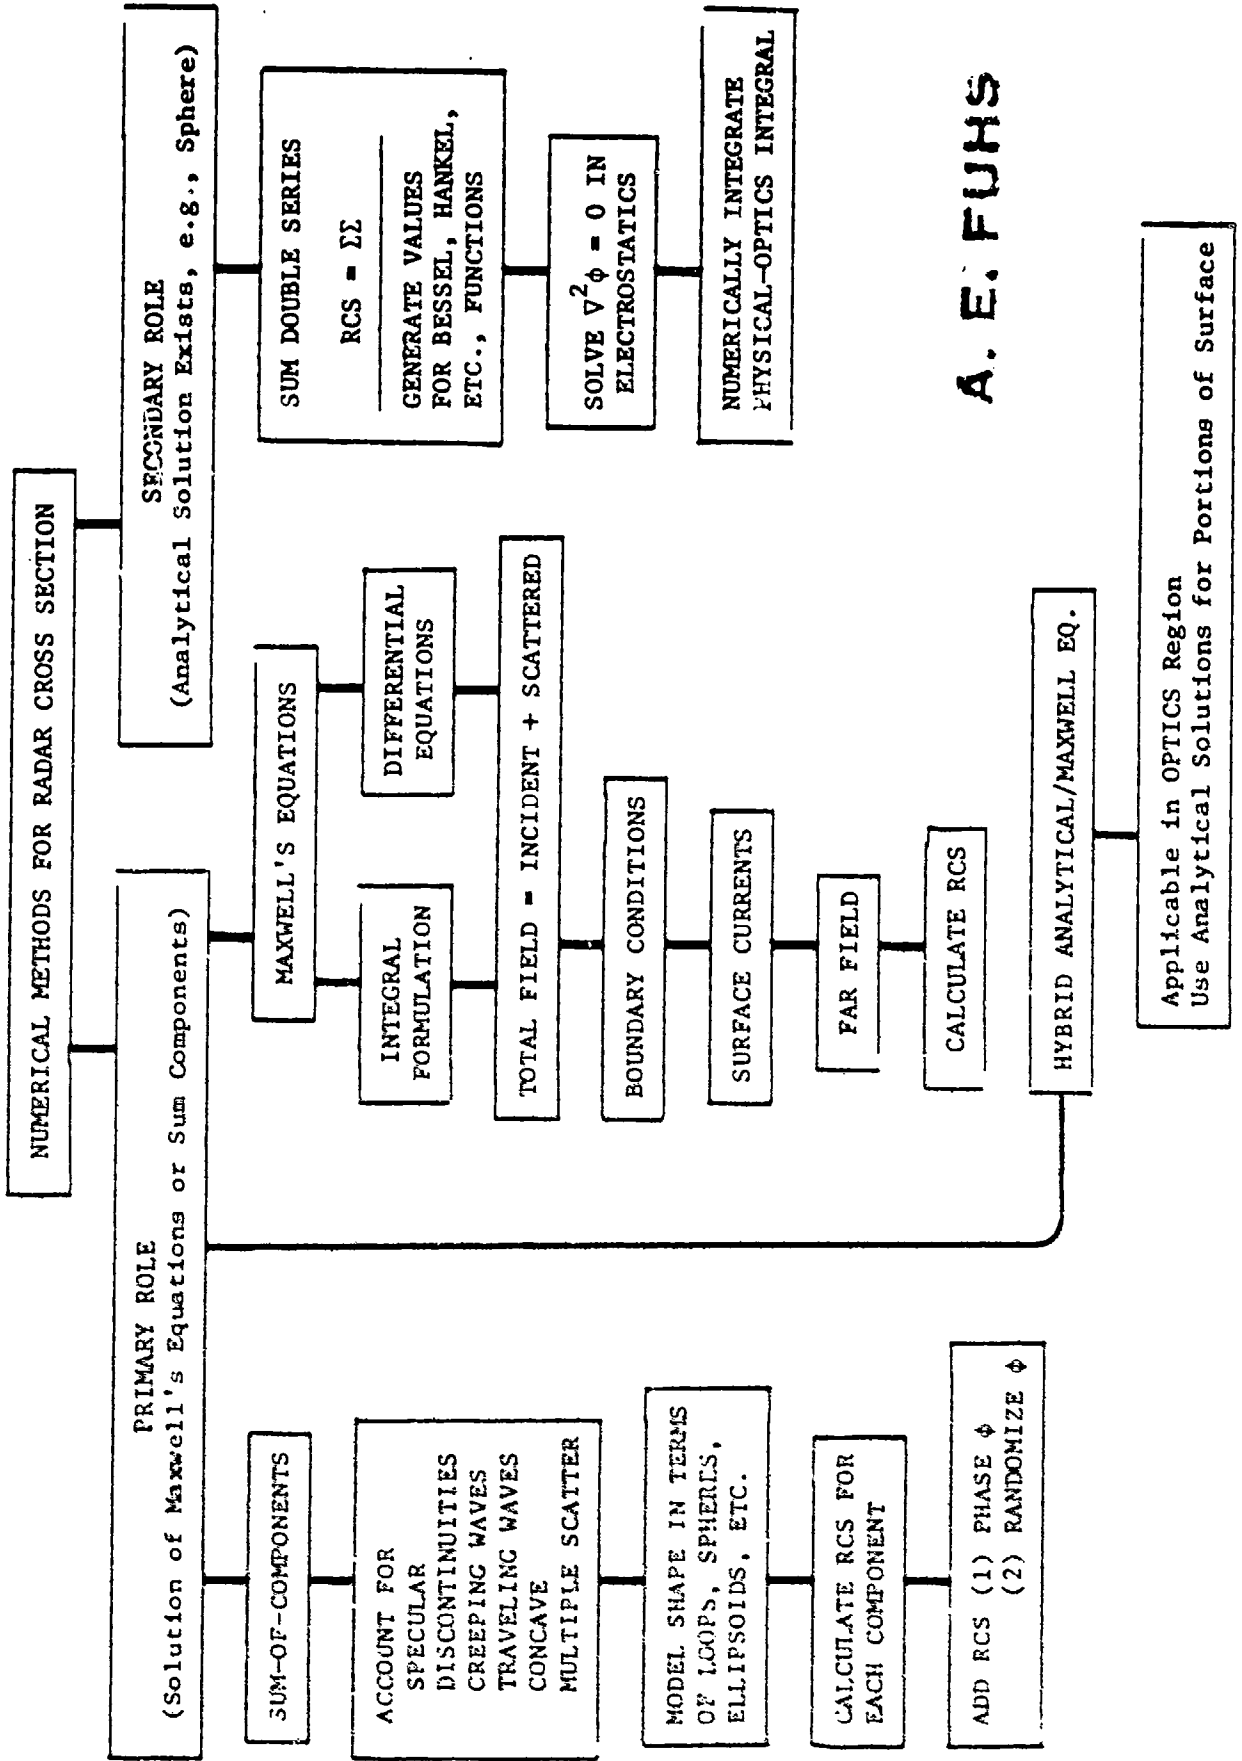 NUMERICAL METHODS FOR RADAR CROSS SECTION
PRIMARY ROLE
(Solution of Maxwell's Equations or Sum Components)
SUM-OF-COMPONENTS
ACCOUNT FOR
SPECULAR
DISCONTINUITIES
CREEPING WAVES
TRAVELING WAVES
CONCAVE
MULTIPLE SCATTER
MODEL SHAPE IN TERMS
OF LOOPS, SPHERES,
ELLIPSOIDS, ETC.
CALCULATE RCS FOR
EACH COMPONENT
ADD RCS (1) PHASE ϕ
(2) RANDOMIZE ϕ
MAXWELL'S EQUATIONS
INTEGRAL
FORMULATION
DIFFERENTIAL
EQUATIONS
TOTAL FIELD = INCIDENT + SCATTERED
BOUNDARY CONDITIONS
SURFACE CURRENTS
FAR FIELD
CALCULATE RCS
HYBRID ANALYTICAL/MAXWELL EQ.
Applicable in OPTICS Region
Use Analytical Solutions for Portions of Surface
SECONDARY ROLE
(Analytical Solution Exists, e.g., Sphere)
SUM DOUBLE SERIES
RCS = ΣΣ
GENERATE VALUES
FOR BESSEL, HANKEL,
ETC., FUNCTIONS
SOLVE ∇²ϕ = 0 IN
ELECTROSTATICS
NUMERICALLY INTEGRATE
PHYSICAL-OPTICS INTEGRAL
A. E. FUHS